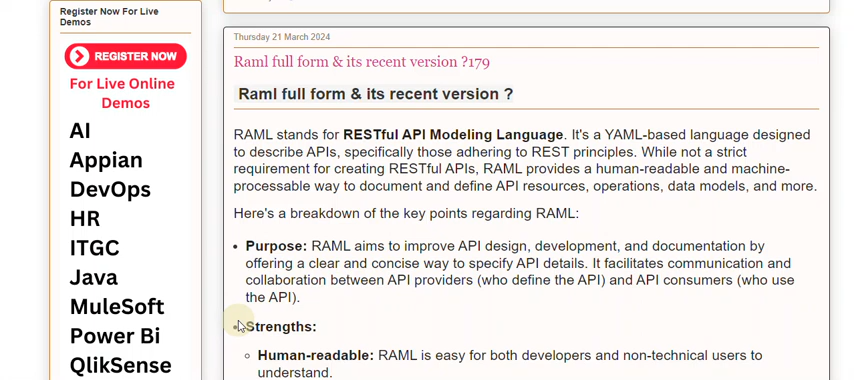 Register Now For Live
Demos
REGISTER NOW
For Live Online
Demos
AI
Appian
DevOps
HR
ITGC
Java
MuleSoft
Power Bi
QlikSense
Thursday 21 March 2024
Raml full form & its recent version ?179
Raml full form & its recent version ?
RAML stands for RESTful API Modeling Language. It's a YAML-based language designed
to describe APIs, specifically those adhering to REST principles. While not a strict
requirement for creating RESTful APIs, RAML provides a human-readable and machine-
processable way to document and define API resources, operations, data models, and more.
Here's a breakdown of the key points regarding RAML:
• Purpose: RAML aims to improve API design, development, and documentation by
offering a clear and concise way to specify API details. It facilitates communication and
collaboration between API providers (who define the API) and API consumers (who use
the API).
• Strengths:
◦ Human-readable: RAML is easy for both developers and non-technical users to
understand.